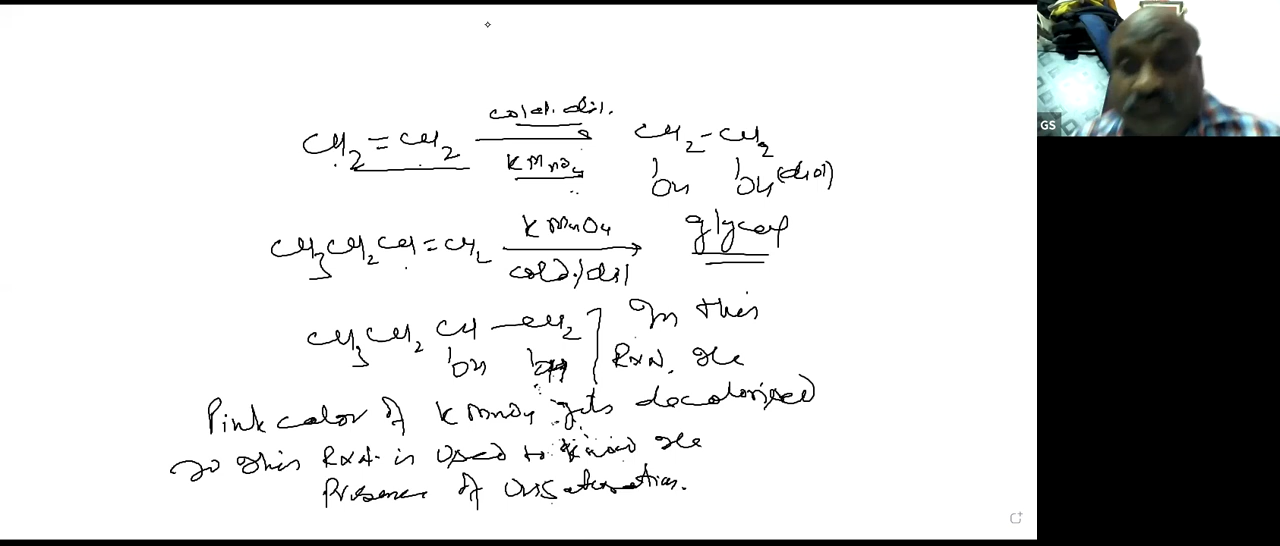 cold. dil.
CH2 = CH2 → CH2 - CH2
KMnO4
OH OH (diol)
KMnO4 glycol
CH3CH2CH = CH2 →
cold/dil
CH3CH2 CH — CH2 In this
OH OH RXN. the
Pink color of KMnO4 gets decolorised
so this RXN. is used to know the
Presence of Unsaturation.
GS